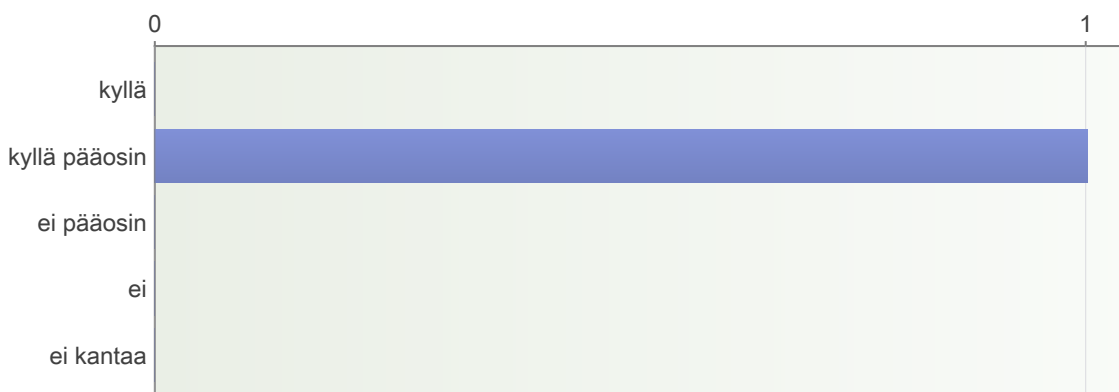 0 1
kyllä
kyllä pääosin
ei pääosin
ei
ei kantaa